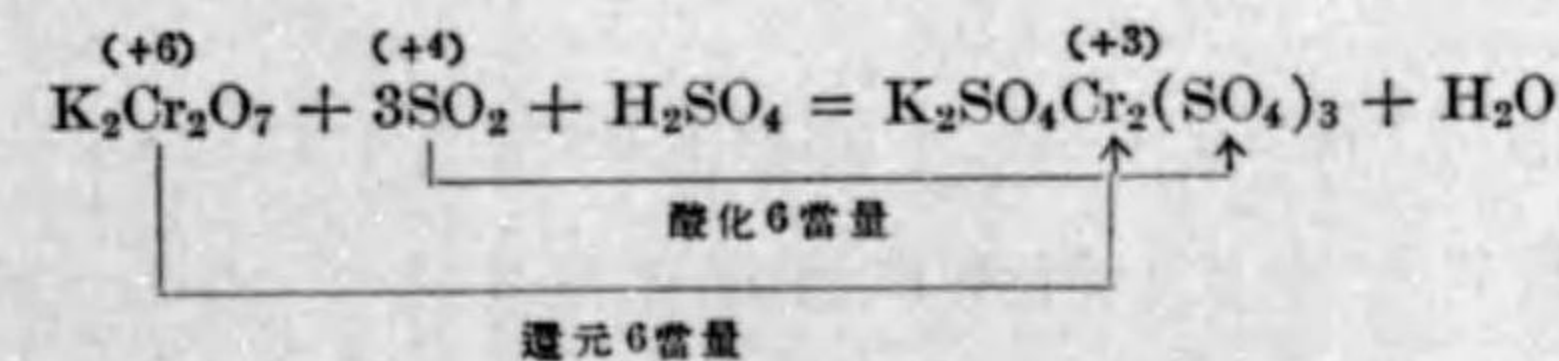 (+6) (+4) (+3)
K₂Cr₂O₇ + 3SO₂ + H₂SO₄ = K₂SO₄Cr₂(SO₄)₃ + H₂O
酸化6當量
還元6當量